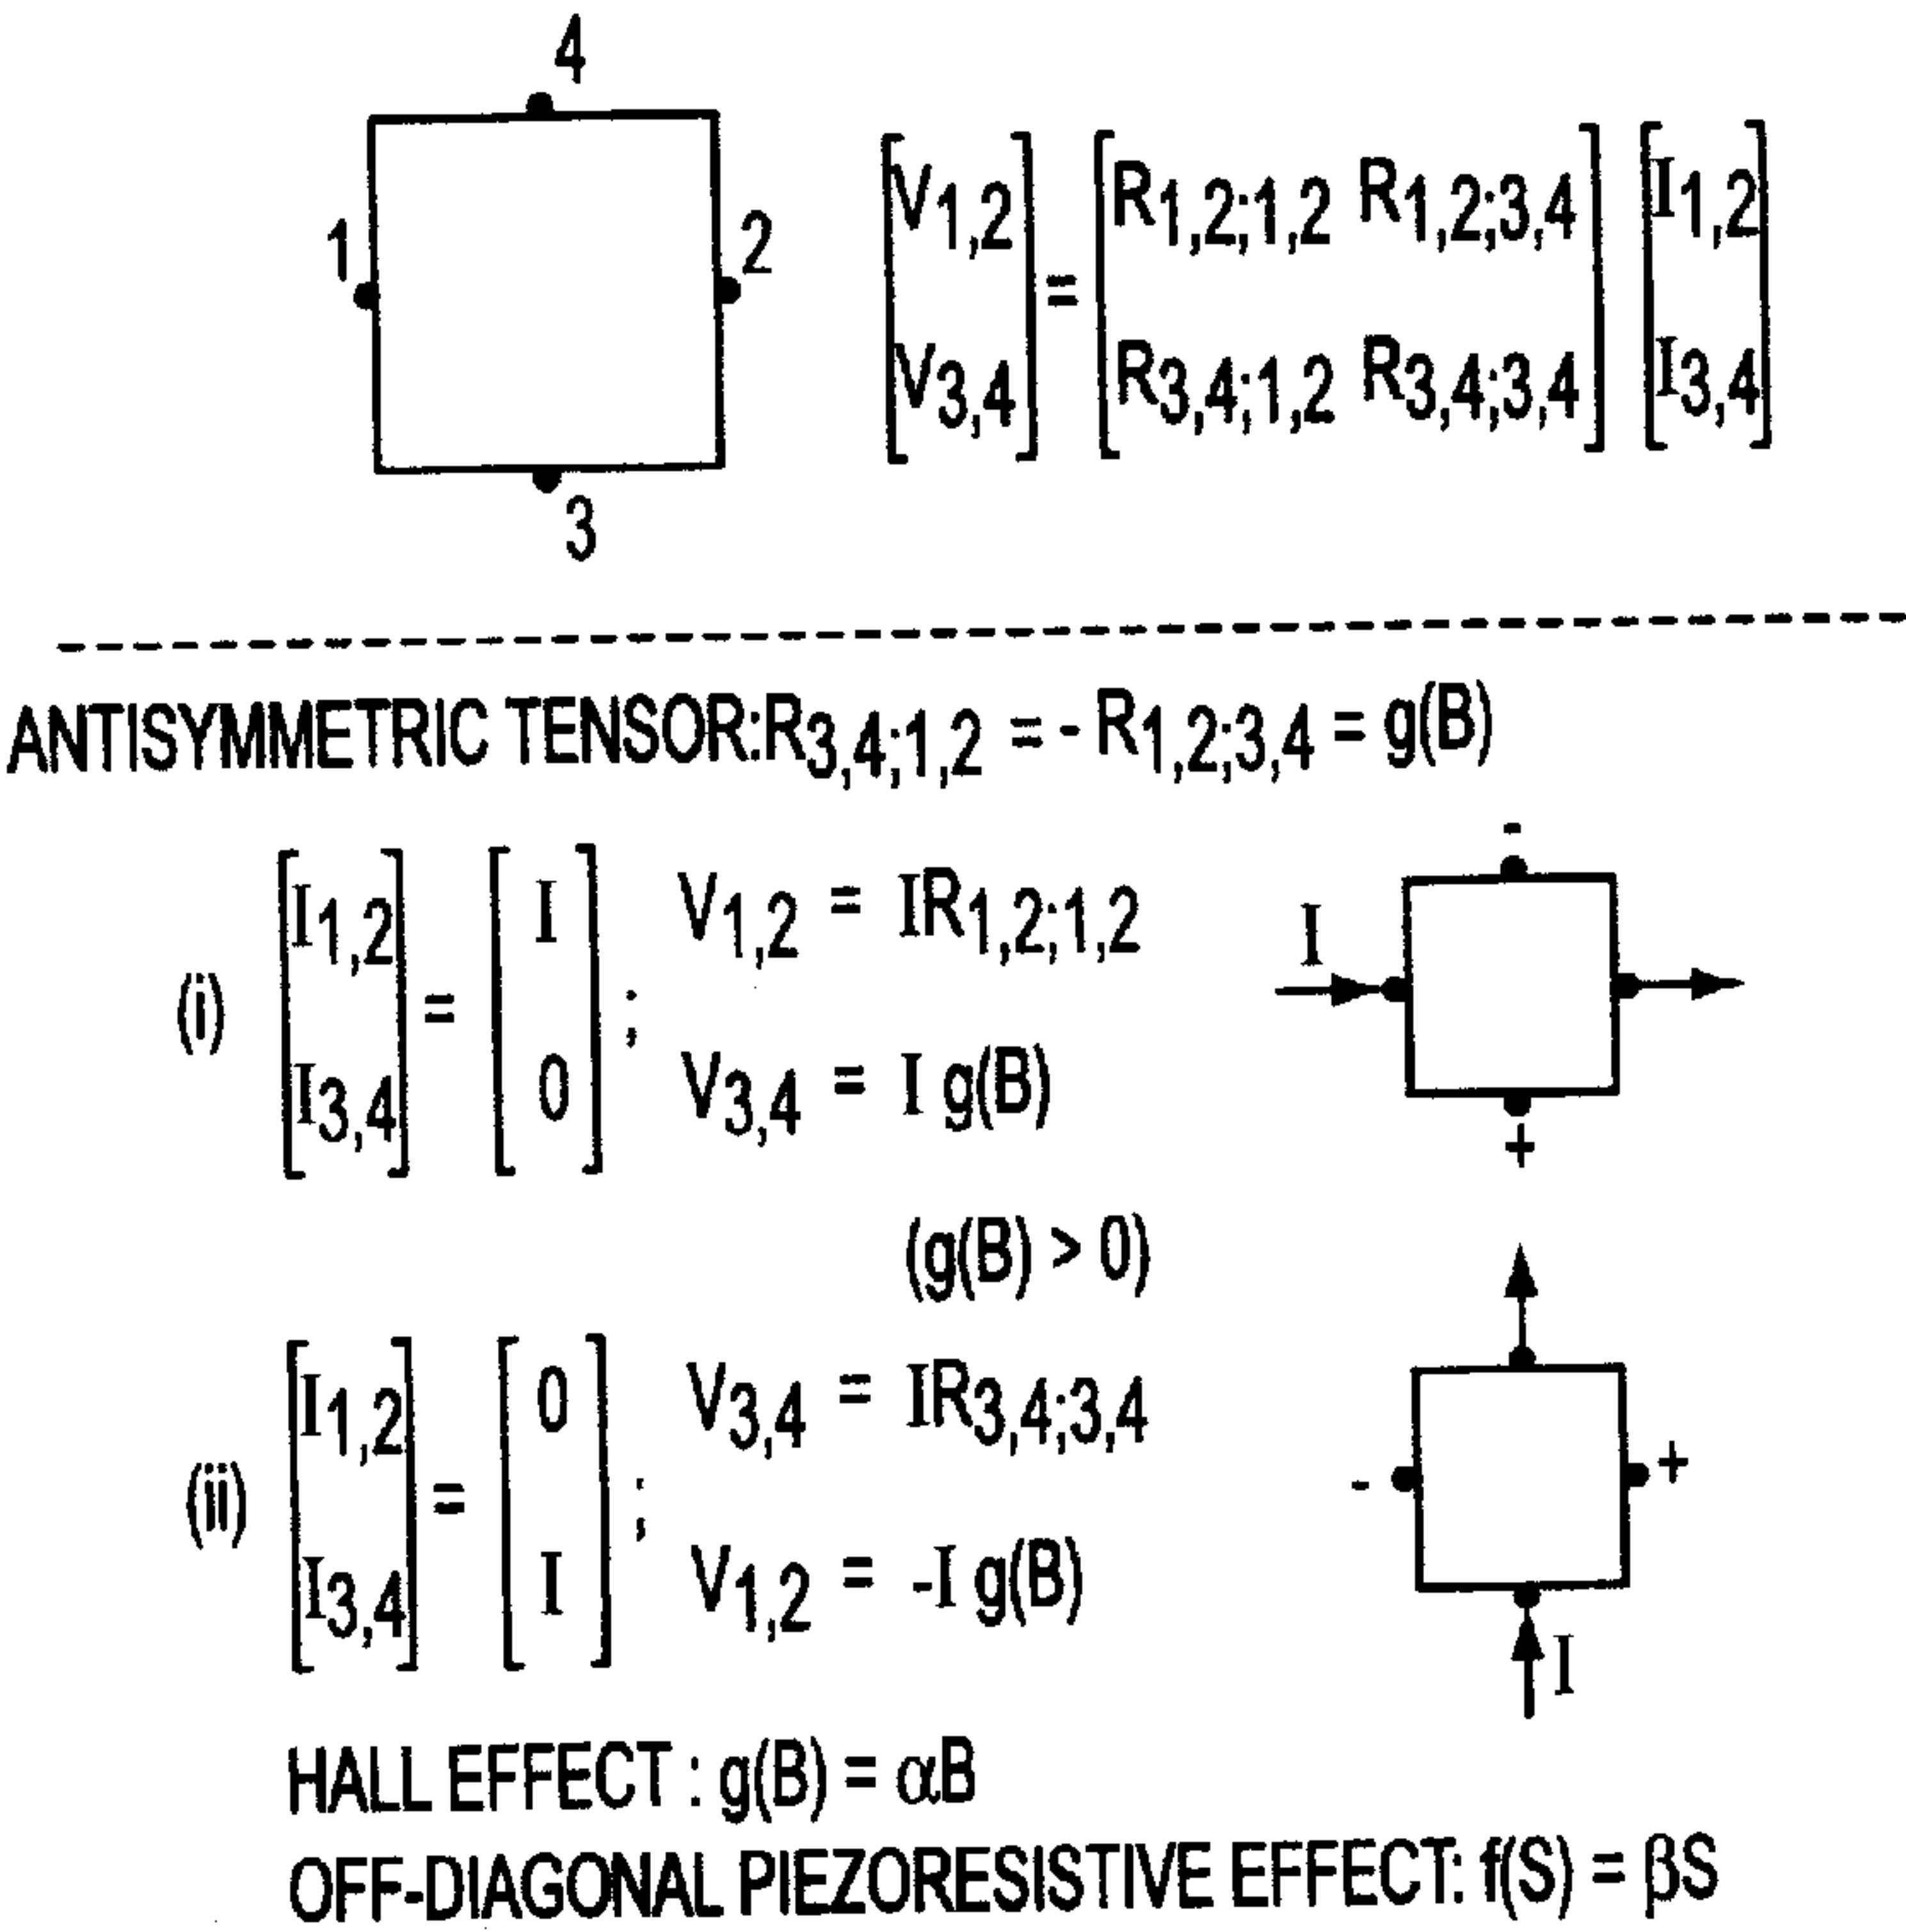 4
1
2
3
[V1,2] = [R1,2;1,2 R1,2;3,4] [I1,2]
[V3,4] [R3,4;1,2 R3,4;3,4] [I3,4]
ANTISYMMETRIC TENSOR:R3,4;1,2 = - R1,2;3,4 = g(B)
(i) [I1,2] = [I] ; V1,2 = IR1,2;1,2
[I3,4] [0] V3,4 = I g(B)
(g(B) > 0)
-
I
+
(ii) [I1,2] = [0] ; V3,4 = IR3,4;3,4
[I3,4] [I] V1,2 = -I g(B)
- +
I
HALL EFFECT : g(B) = αB
OFF-DIAGONAL PIEZORESISTIVE EFFECT: f(S) = βS